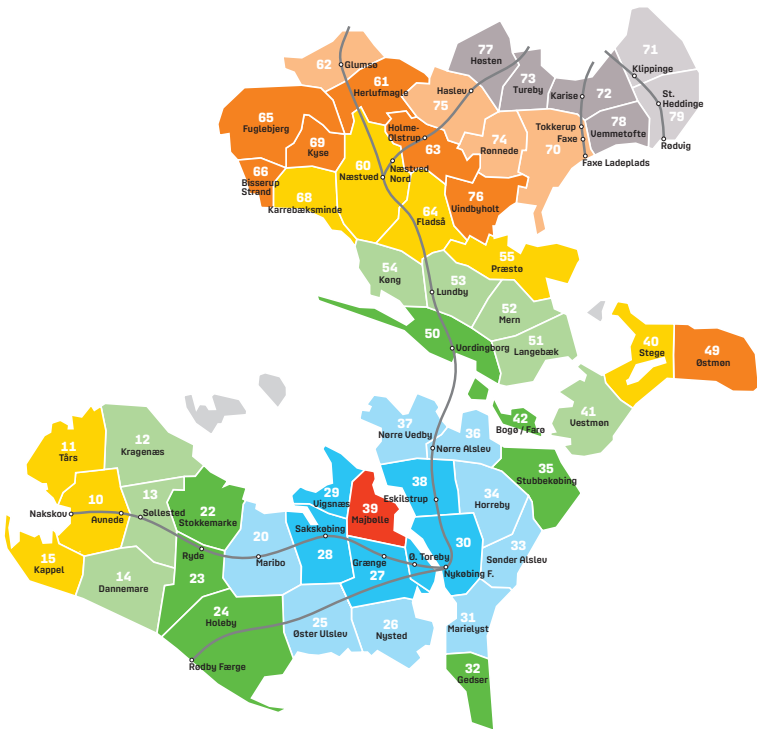 77
Høsten
71
Klippinge
62
Glumsø
61
Herlufmagle
Haslev
75
73
Tureby
Karise
72
St.
Heddinge
79
65
Fuglebjerg
Holme-
Olstrup
63
Tokkerup
Faxe
78
Vemmetofte
Rødvig
69
Kyse
60
Næstved
Næstved
Nord
74
Rønnede
70
Faxe Ladeplads
66
Bisserup
Strand
68
Karrebæksminde
64
Fladså
76
Vindbyholt
55
Præstø
54
Køng
53
Lundby
52
Mern
50
Vordingborg
51
Langebæk
40
Stege
49
Østmøn
41
Vestmøn
42
Bogø / Farø
37
Nørre Vedby
36
Nørre Alslev
35
Stubbekøbing
11
Tårs
12
Kragenæs
10
Nakskov
Avnede
13
Søllested
22
Stokkemarke
29
Vigsnæs
39
Majbølle
38
Eskilstrup
34
Horreby
15
Kappel
14
Dannemare
Ryde
23
20
Maribo
Sakskøbing
28
Grænge
27
Ø. Toreby
30
Nykøbing F.
33
Sønder Alslev
24
Holeby
25
Øster Ulslev
26
Nysted
31
Marielyst
Rødby Færge
32
Gedser